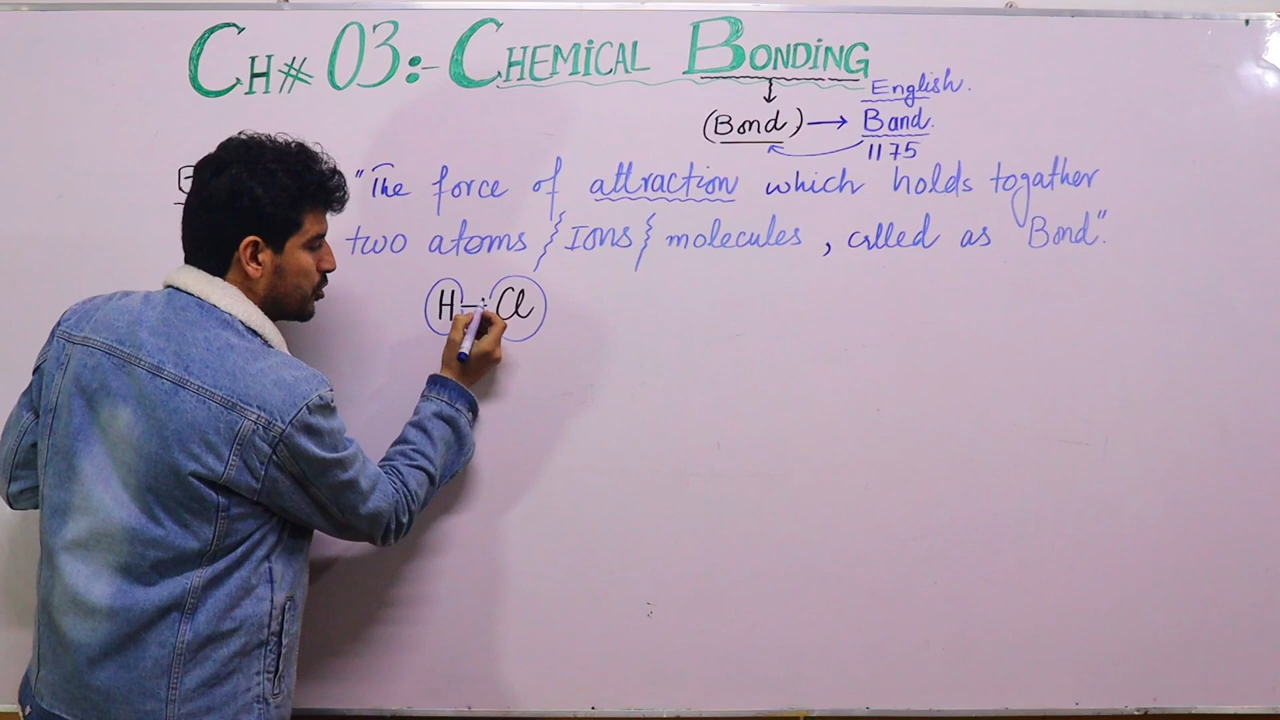 CH# 03:- CHEMICAL BONDING
English.
(Bond) → Band.
1175
"The force of attraction which holds togather
two atoms / Ions / molecules, crlled as "Bond".
H - Cl